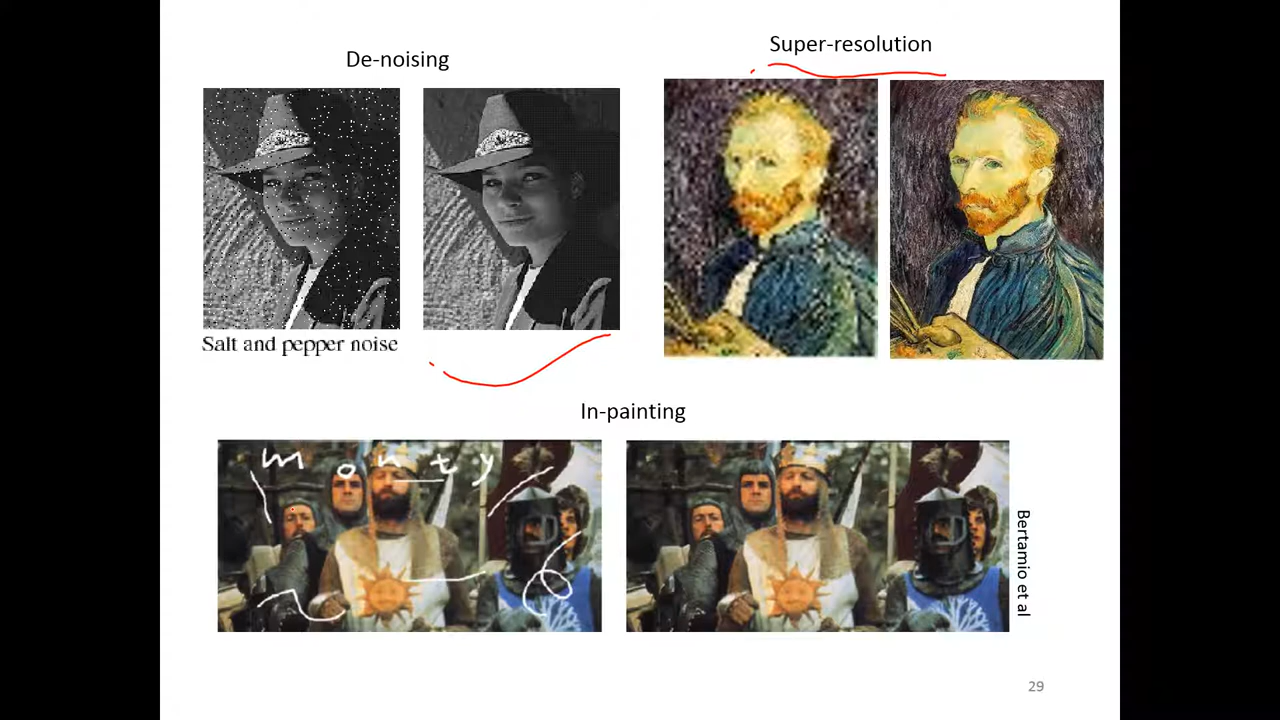 De-noising
Super-resolution
Salt and pepper noise
In-painting
monty
Bertamio et al
29